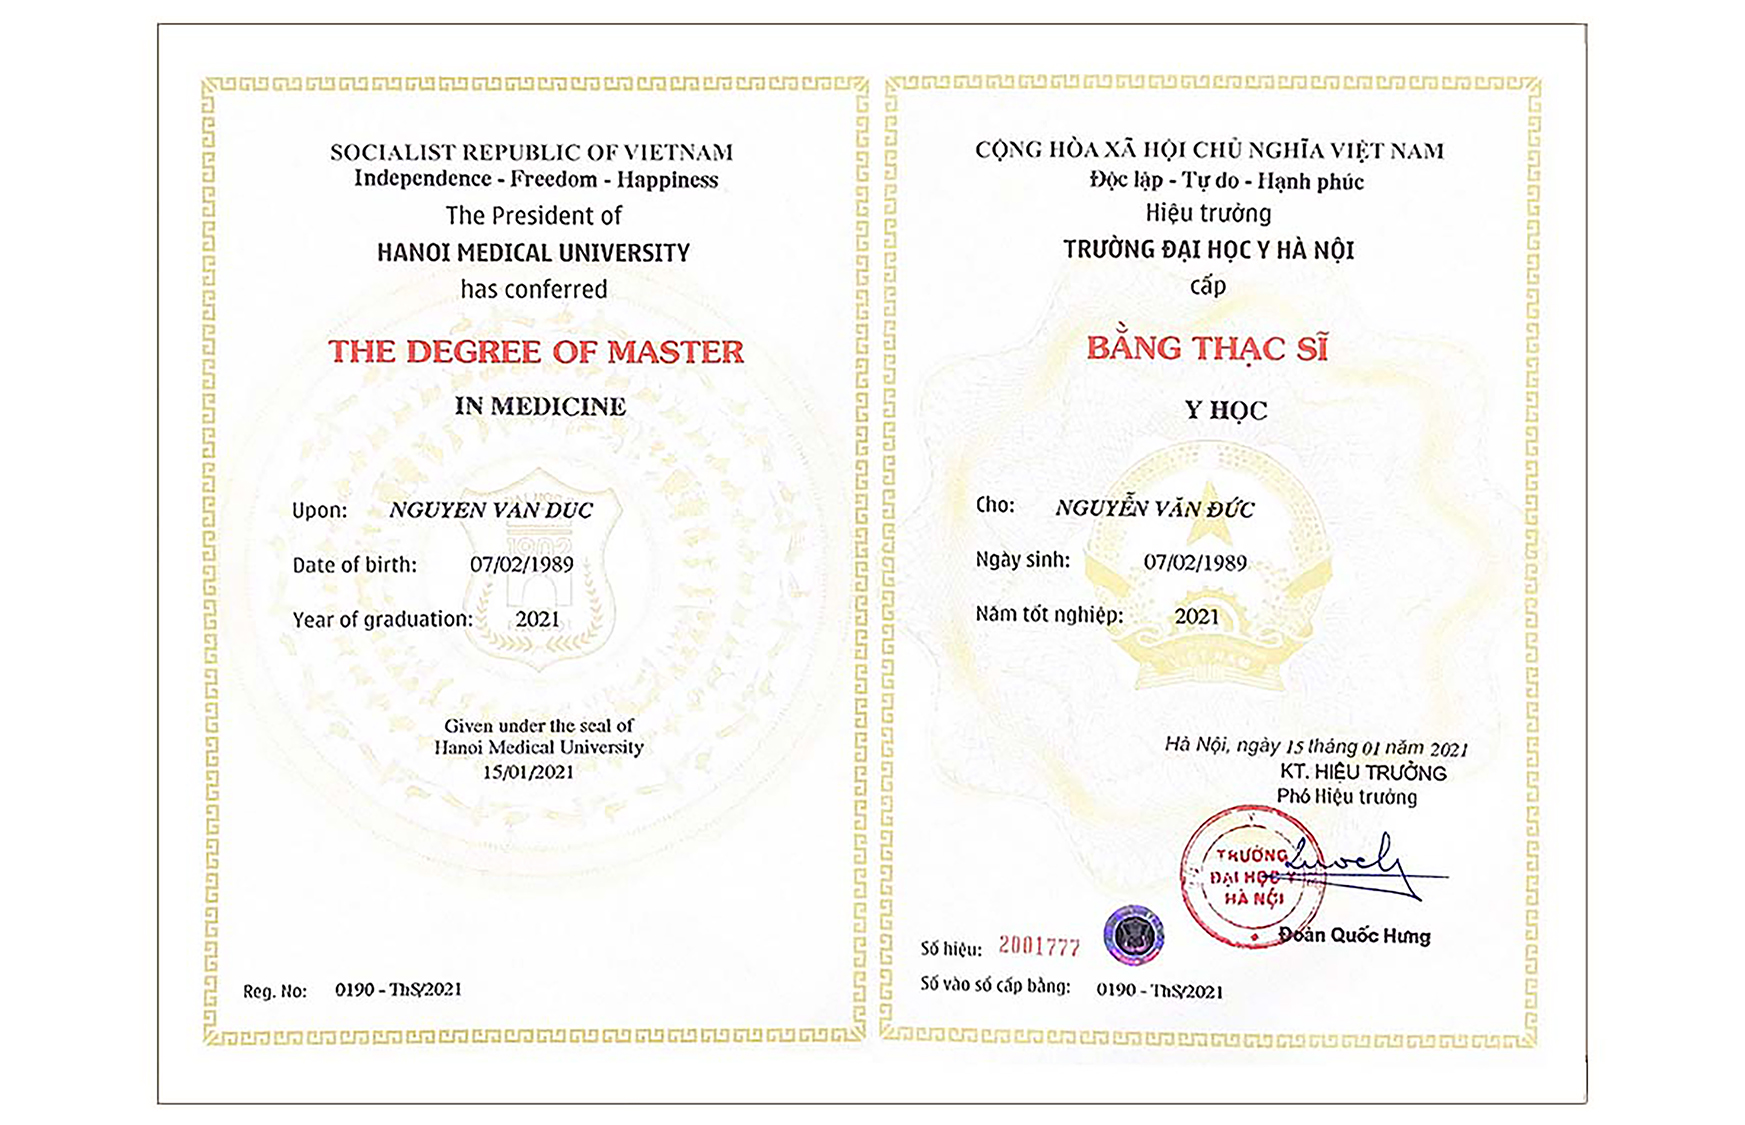 SOCIALIST REPUBLIC OF VIETNAM
Independence - Freedom - Happiness
The President of
HANOI MEDICAL UNIVERSITY
has conferred
THE DEGREE OF MASTER
IN MEDICINE
Upon: NGUYEN VAN DUC
Date of birth: 07/02/1989
Year of graduation: 2021
Given under the seal of
Hanoi Medical University
15/01/2021
Reg. No: 0190 - ThS/2021
CỘNG HÒA XÃ HỘI CHỦ NGHĨA VIỆT NAM
Độc lập - Tự do - Hạnh phúc
Hiệu trưởng
TRƯỜNG ĐẠI HỌC Y HÀ NỘI
cấp
BẰNG THẠC SĨ
Y HỌC
Cho: NGUYỄN VĂN ĐỨC
Ngày sinh: 07/02/1989
Năm tốt nghiệp: 2021
Hà Nội, ngày 15 tháng 01 năm 2021
KT. HIỆU TRƯỞNG
Phó Hiệu trưởng
TRƯỜNG
ĐẠI HỌC Y
HÀ NỘI
Đoàn Quốc Hưng
Số hiệu: 2001777
Số vào sổ cấp bằng: 0190 - ThS/2021